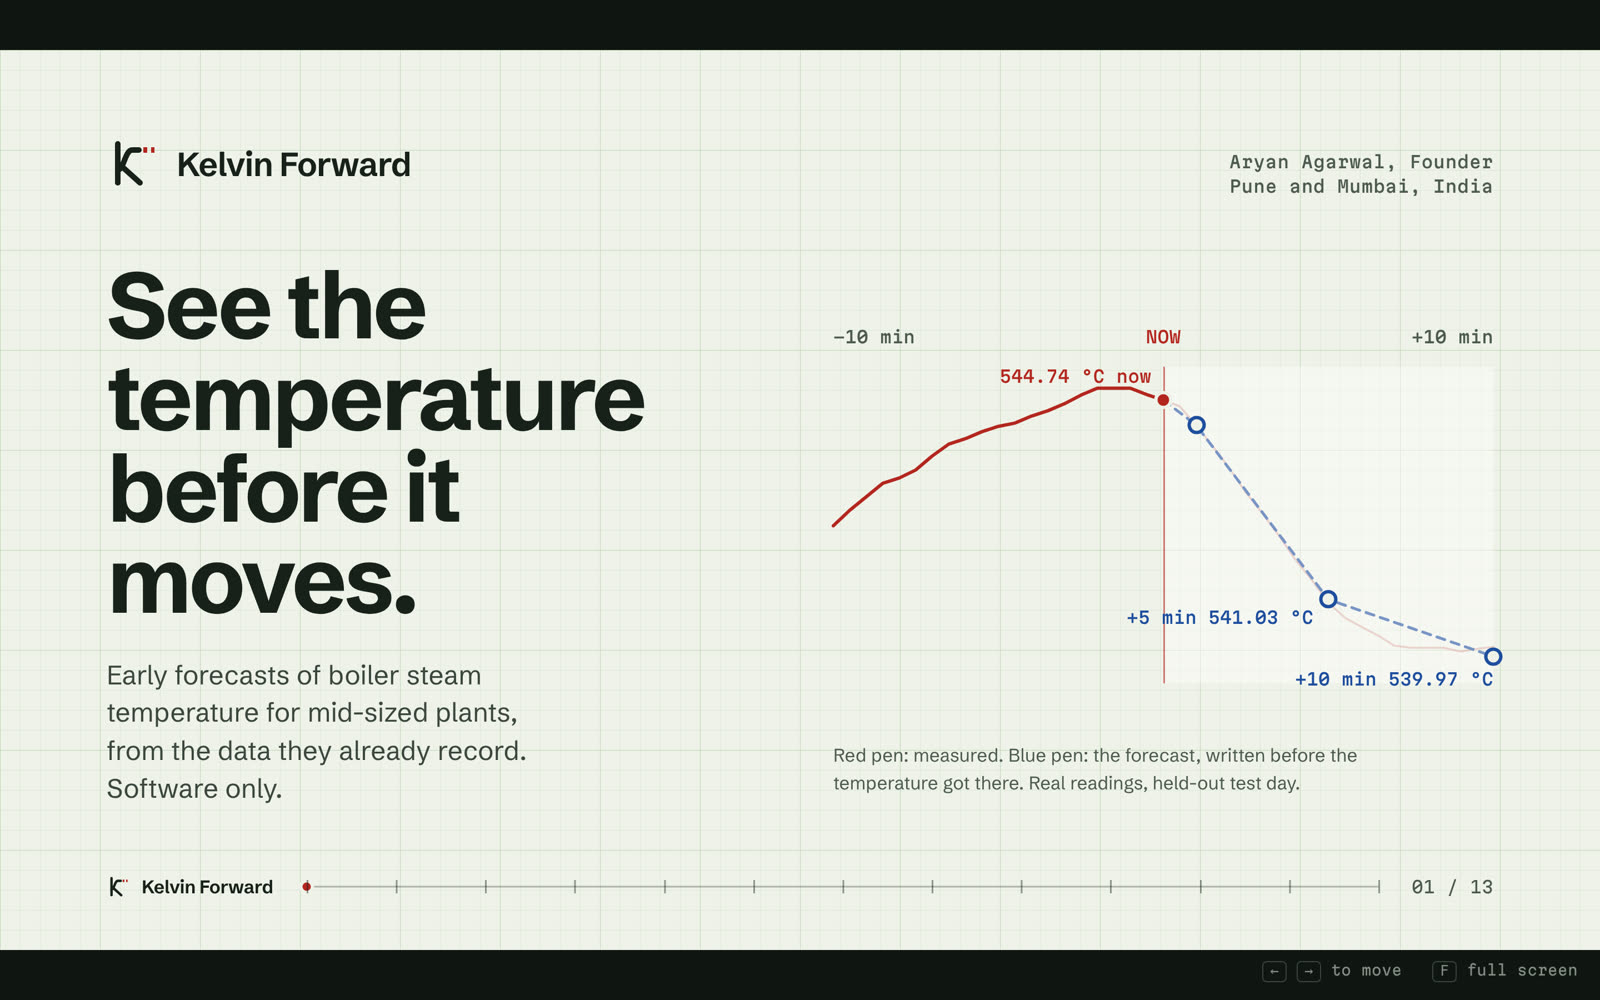 Kelvin Forward
Aryan Agarwal, Founder
Pune and Mumbai, India
See the
temperature
before it
moves.
Early forecasts of boiler steam
temperature for mid-sized plants,
from the data they already record.
Software only.
−10 min
NOW
+10 min
544.74 °C now
+5 min 541.03 °C
+10 min 539.97 °C
Red pen: measured. Blue pen: the forecast, written before the
temperature got there. Real readings, held-out test day.
Kelvin Forward
01 / 13
← → to move F full screen